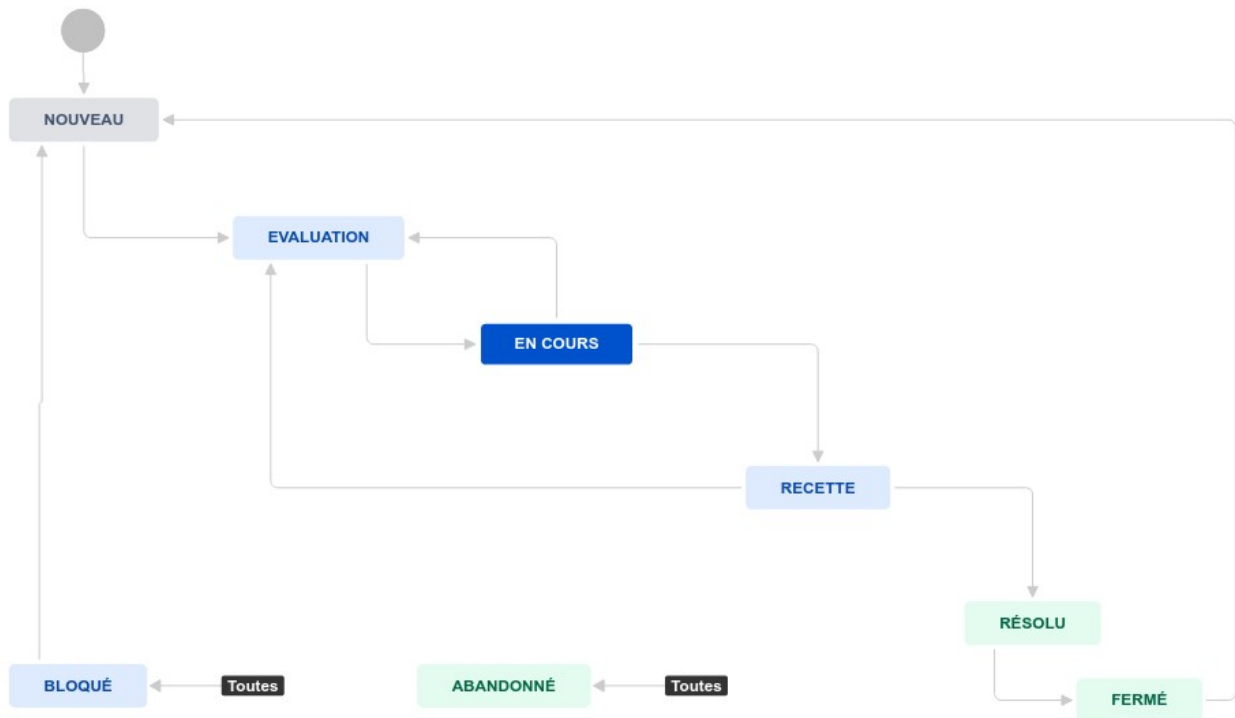 NOUVEAU
EVALUATION
EN COURS
RECETTE
RÉSOLU
BLOQUÉ
Toutes
ABANDONNÉ
Toutes
FERMÉ